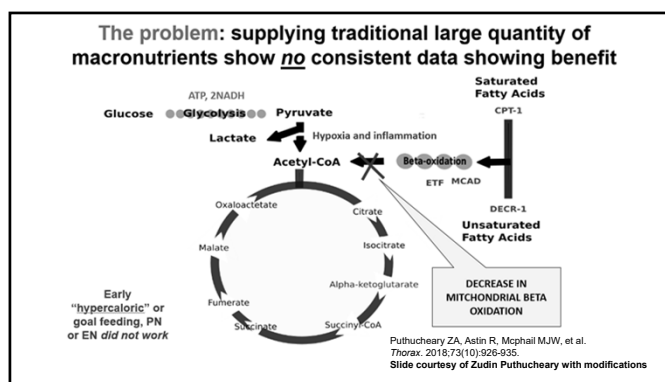 The problem: supplying traditional large quantity of
macronutrients show no consistent data showing benefit
Saturated
Fatty Acids
ATP, 2NADH
CPT-1
Glucose
Glycolysis
Pyruvate
Lactate
Hypoxia and inflammation
Acetyl-CoA
Beta-oxidation
ETF
MCAD
DECR-1
Unsaturated
Fatty Acids
Oxaloactetate
Citrate
Malate
Isocitrate
Alpha-ketoglutarate
Fumerate
Succinate
Succinyl-CoA
DECREASE IN
MITCHONDRIAL BETA
OXIDATION
Early
"hypercaloric" or
goal feeding, PN
or EN did not work
Puthucheary ZA, Astin R, Mcphail MJW, et al.
Thorax. 2018;73(10):926-935.
Slide courtesy of Zudin Puthucheary with modifications